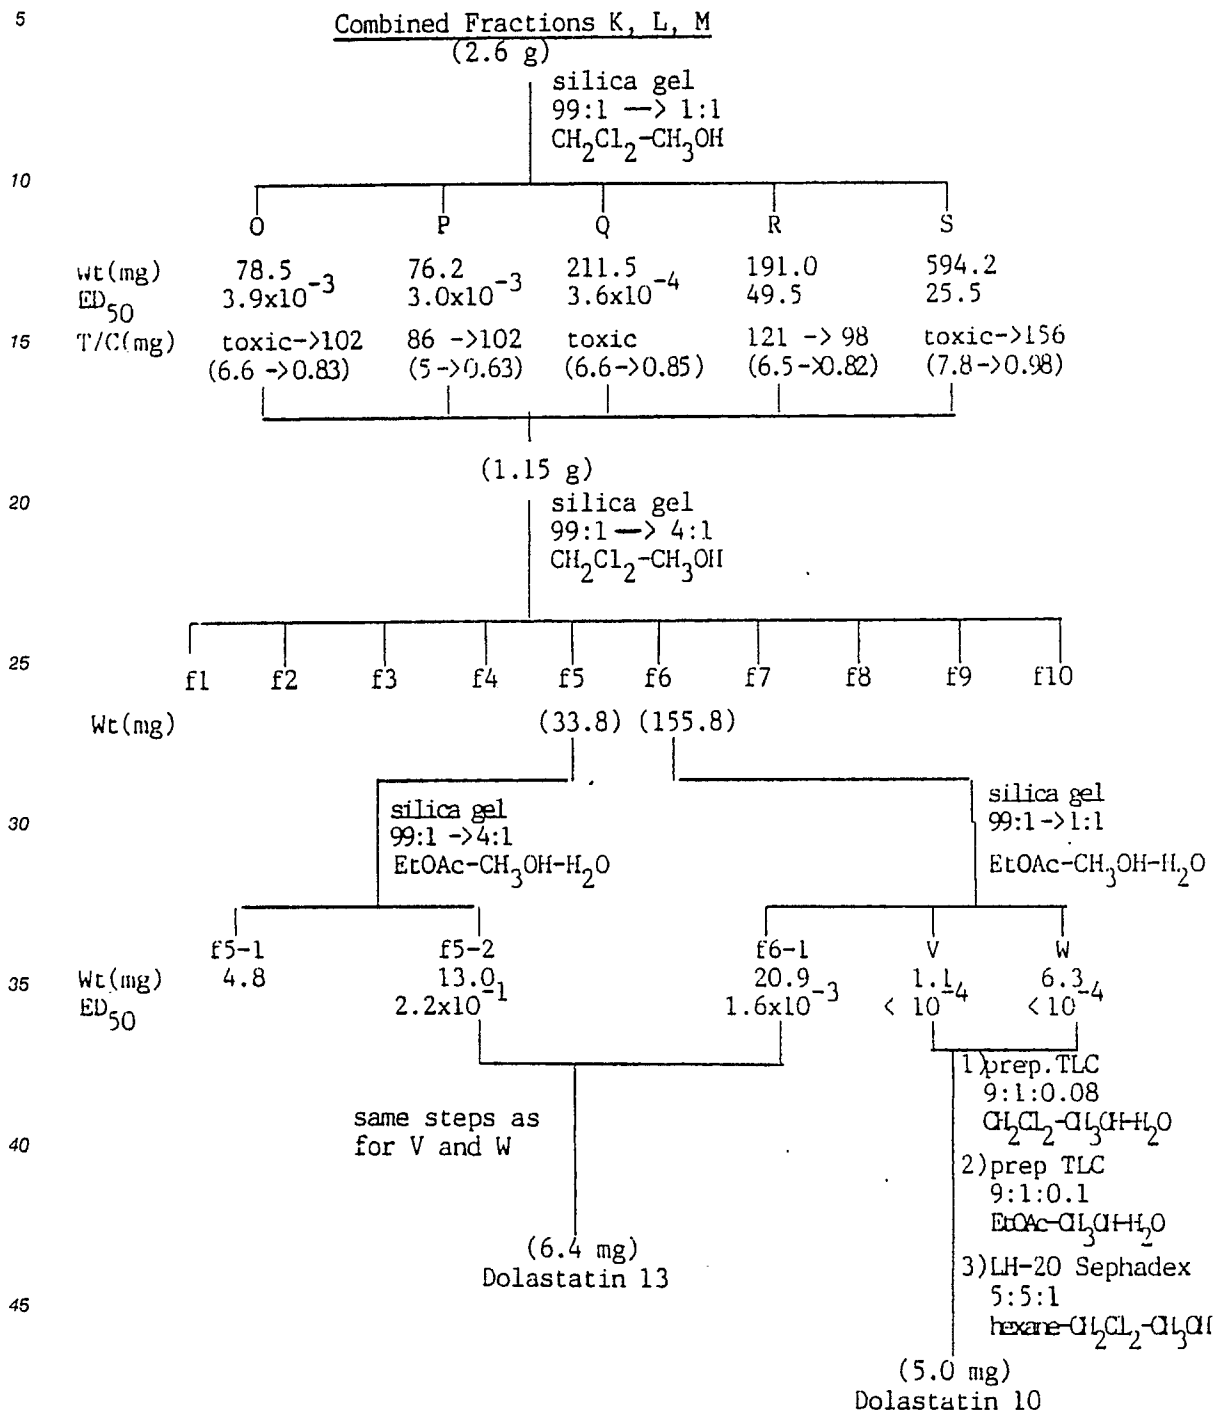 5
Combined Fractions K, L, M
(2.6 g)
silica gel
99:1 —> 1:1
CH2Cl2-CH3OH
10
O P Q R S
wt(mg) 78.5 76.2 211.5 191.0 594.2
ED50 3.9x10-3 3.0x10-3 3.6x10-4 49.5 25.5
15 T/C(mg) toxic->102 86 ->102 toxic 121 -> 98 toxic->156
(6.6 ->0.83) (5->0.63) (6.6->0.85) (6.5->0.82) (7.8->0.98)
(1.15 g)
20 silica gel
99:1 —> 4:1
CH2Cl2-CH3OH
25 f1 f2 f3 f4 f5 f6 f7 f8 f9 f10
Wt(mg) (33.8) (155.8)
silica gel silica gel
30 99:1 ->4:1 99:1 ->1:1
EtOAc-CH3OH-H2O EtOAc-CH3OH-H2O
f5-1 f5-2 f6-1 V W
35 Wt(mg) 4.8 13.0 20.9 1.1 6.3
ED50 2.2x10-1 1.6x10-3 < 10-4 < 10-4
1)prep.TLC
9:1:0.08
CH2Cl2-CH3OH-H2O
same steps as
40 for V and W
2)prep TLC
9:1:0.1
EtOAc-CH3OH-H2O
(6.4 mg)
Dolastatin 13
3)LH-20 Sephadex
45 5:5:1
hexane-CH2Cl2-CH3OH
(5.0 mg)
Dolastatin 10